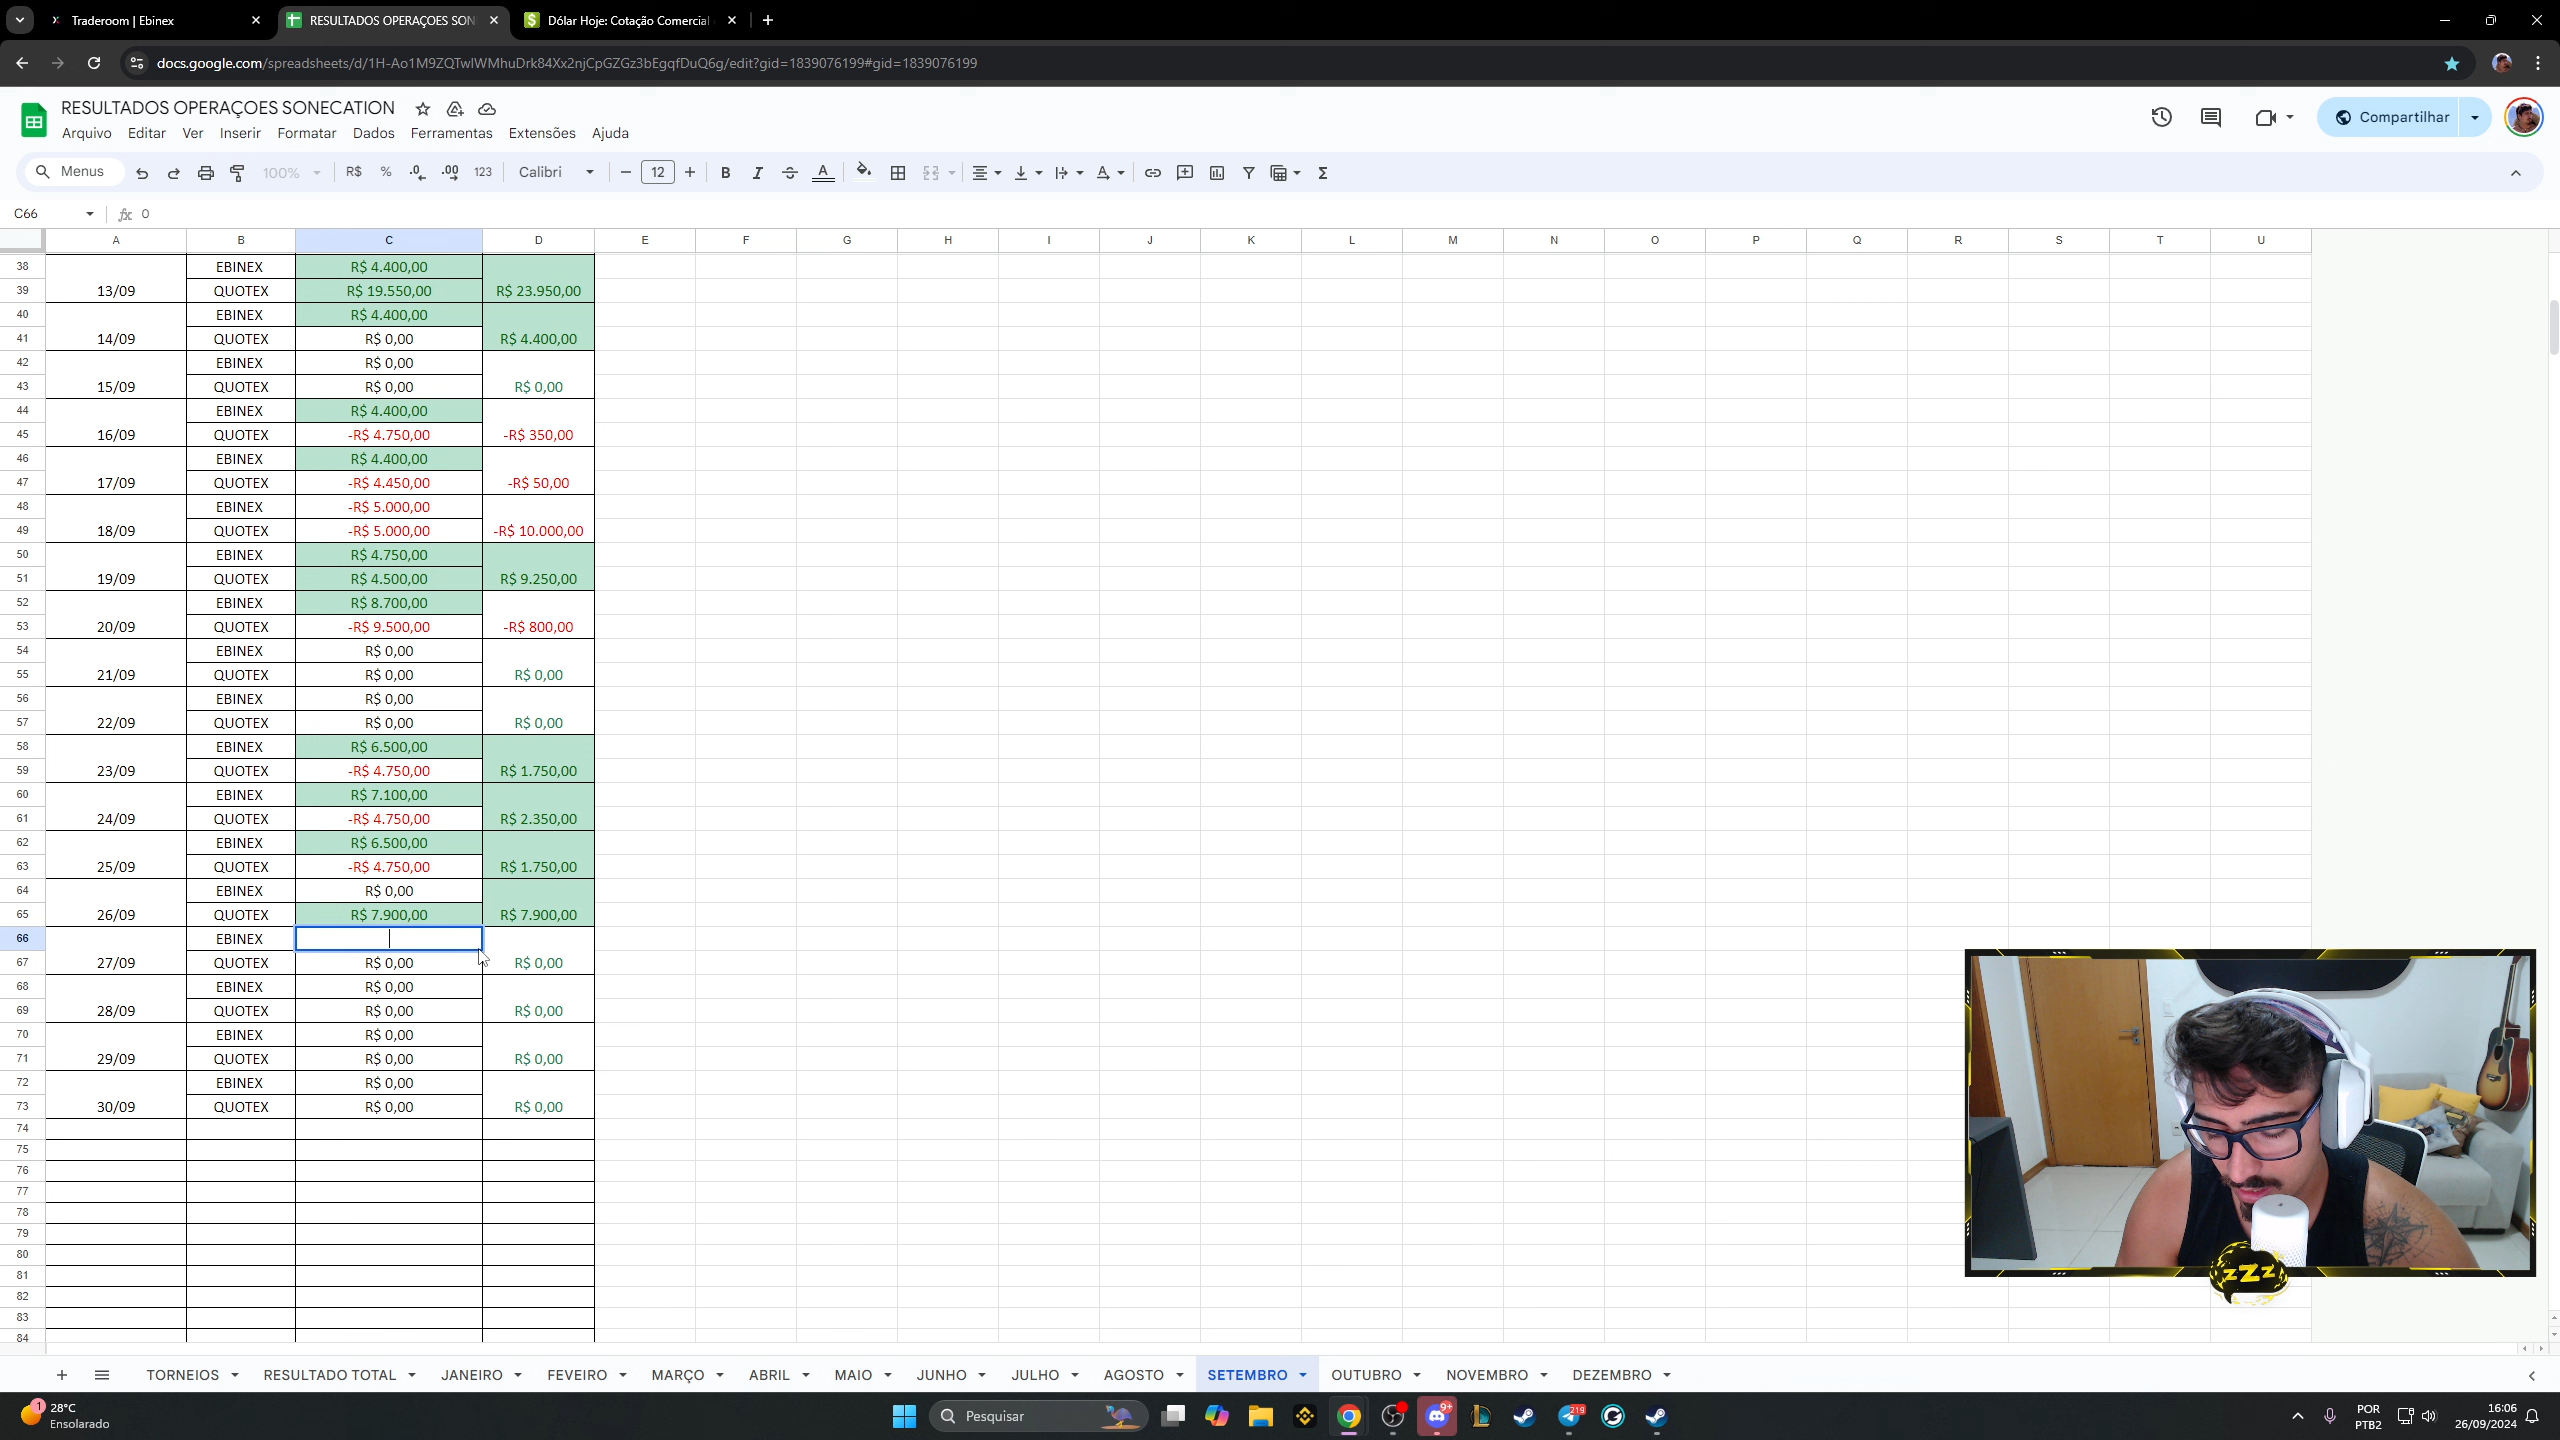 Traderoom | Ebinex
RESULTADOS OPERAÇOES SON
Dólar Hoje: Cotação Comercial
docs.google.com/spreadsheets/d/1H-Ao1M9ZQTwlWMhuDrk84Xx2njCpGZGz3bEgqfDuQ6g/edit?gid=1839076199#gid=1839076199
RESULTADOS OPERAÇOES SONECATION
Arquivo Editar Ver Inserir Formatar Dados Ferramentas Extensões Ajuda
Compartilhar
Menus 100% R$ % .0 .00 123 Calibri 12 B I
C66 fx 0
A B C D E F G H I J K L M N O P Q R S T U
38 EBINEX R$ 4.400,00
39 13/09 QUOTEX R$ 19.550,00 R$ 23.950,00
40 EBINEX R$ 4.400,00
41 14/09 QUOTEX R$ 0,00 R$ 4.400,00
42 EBINEX R$ 0,00
43 15/09 QUOTEX R$ 0,00 R$ 0,00
44 EBINEX R$ 4.400,00
45 16/09 QUOTEX -R$ 4.750,00 -R$ 350,00
46 EBINEX R$ 4.400,00
47 17/09 QUOTEX -R$ 4.450,00 -R$ 50,00
48 EBINEX -R$ 5.000,00
49 18/09 QUOTEX -R$ 5.000,00 -R$ 10.000,00
50 EBINEX R$ 4.750,00
51 19/09 QUOTEX R$ 4.500,00 R$ 9.250,00
52 EBINEX R$ 8.700,00
53 20/09 QUOTEX -R$ 9.500,00 -R$ 800,00
54 EBINEX R$ 0,00
55 21/09 QUOTEX R$ 0,00 R$ 0,00
56 EBINEX R$ 0,00
57 22/09 QUOTEX R$ 0,00 R$ 0,00
58 EBINEX R$ 6.500,00
59 23/09 QUOTEX -R$ 4.750,00 R$ 1.750,00
60 EBINEX R$ 7.100,00
61 24/09 QUOTEX -R$ 4.750,00 R$ 2.350,00
62 EBINEX R$ 6.500,00
63 25/09 QUOTEX -R$ 4.750,00 R$ 1.750,00
64 EBINEX R$ 0,00
65 26/09 QUOTEX R$ 7.900,00 R$ 7.900,00
66 EBINEX
67 27/09 QUOTEX R$ 0,00 R$ 0,00
68 EBINEX R$ 0,00
69 28/09 QUOTEX R$ 0,00 R$ 0,00
70 EBINEX R$ 0,00
71 29/09 QUOTEX R$ 0,00 R$ 0,00
72 EBINEX R$ 0,00
73 30/09 QUOTEX R$ 0,00 R$ 0,00
74
75
76
77
78
79
80
81
82
83
84
zZz
TORNEIOS RESULTADO TOTAL JANEIRO FEVEIRO MARÇO ABRIL MAIO JUNHO JULHO AGOSTO SETEMBRO OUTUBRO NOVEMBRO DEZEMBRO
1 28°C
Ensolarado
Pesquisar
9+
219
POR
PTB2
16:06
26/09/2024